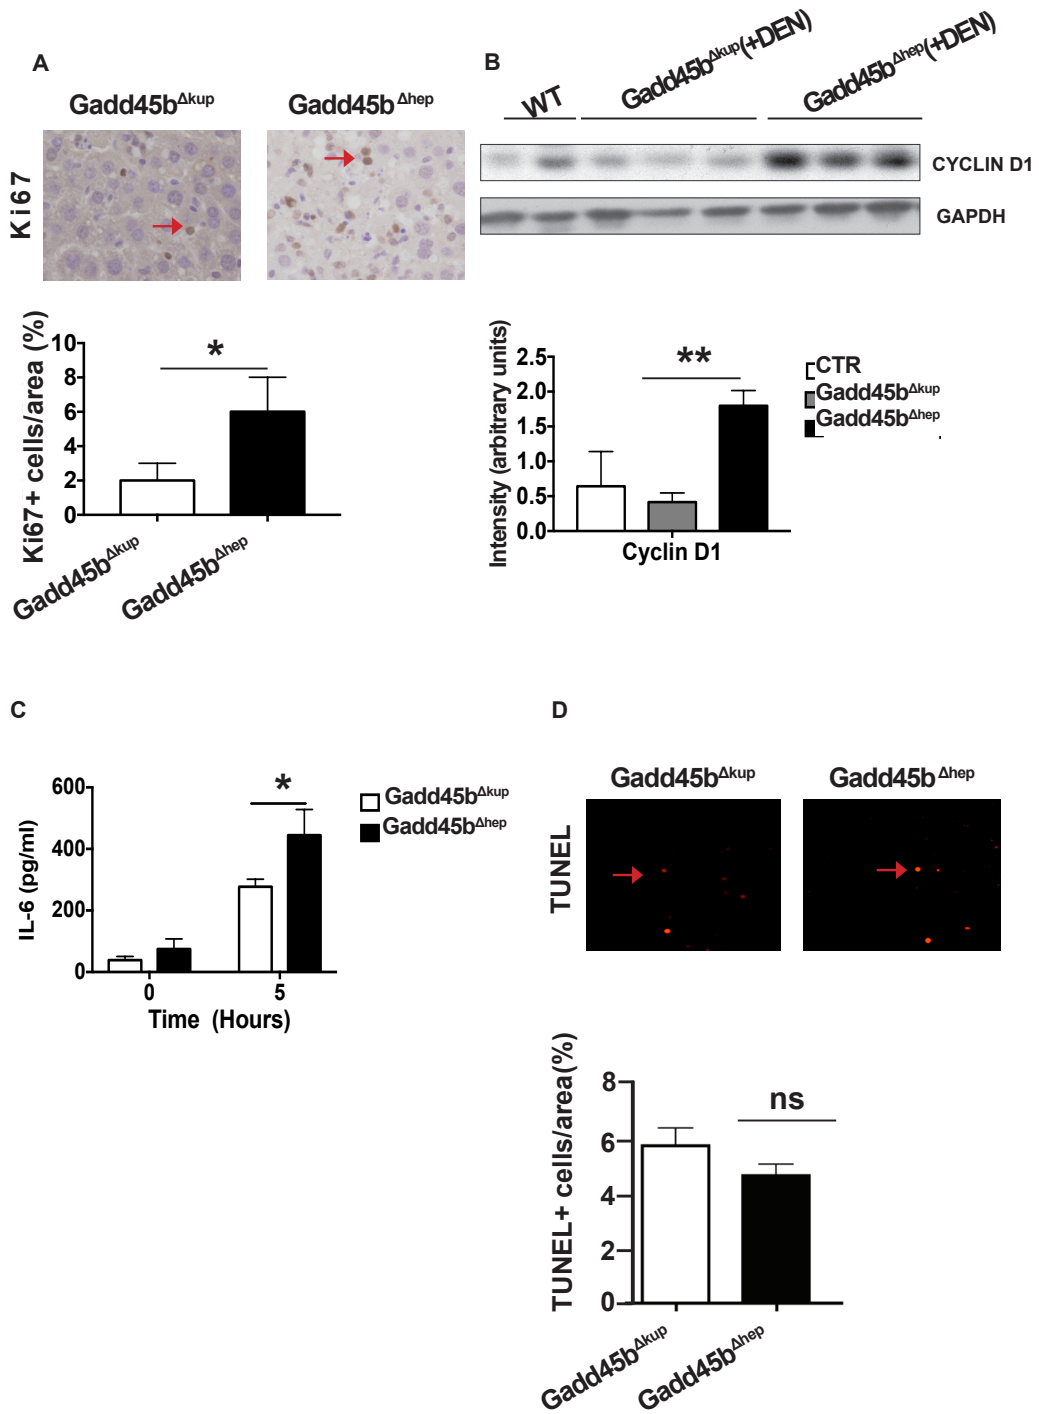 A
Gadd45bΔkup
Gadd45bΔhep
Ki67
Ki67+ cells/area (%)
10
8
6
4
2
0
*
Gadd45bΔkup
Gadd45bΔhep
B
WT
Gadd45bΔkup(+DEN)
Gadd45bΔhep(+DEN)
CYCLIN D1
GAPDH
Intensity (arbitrary units)
2.5
2.0
1.5
1.0
0.5
0.0
**
Cyclin D1
CTR
Gadd45bΔkup
Gadd45bΔhep
C
IL-6 (pg/ml)
600
400
200
0
*
0
5
Time (Hours)
Gadd45bΔkup
Gadd45bΔhep
D
Gadd45bΔkup
Gadd45bΔhep
TUNEL
TUNEL+ cells/area(%)
8
6
4
2
0
ns
Gadd45bΔkup
Gadd45bΔhep